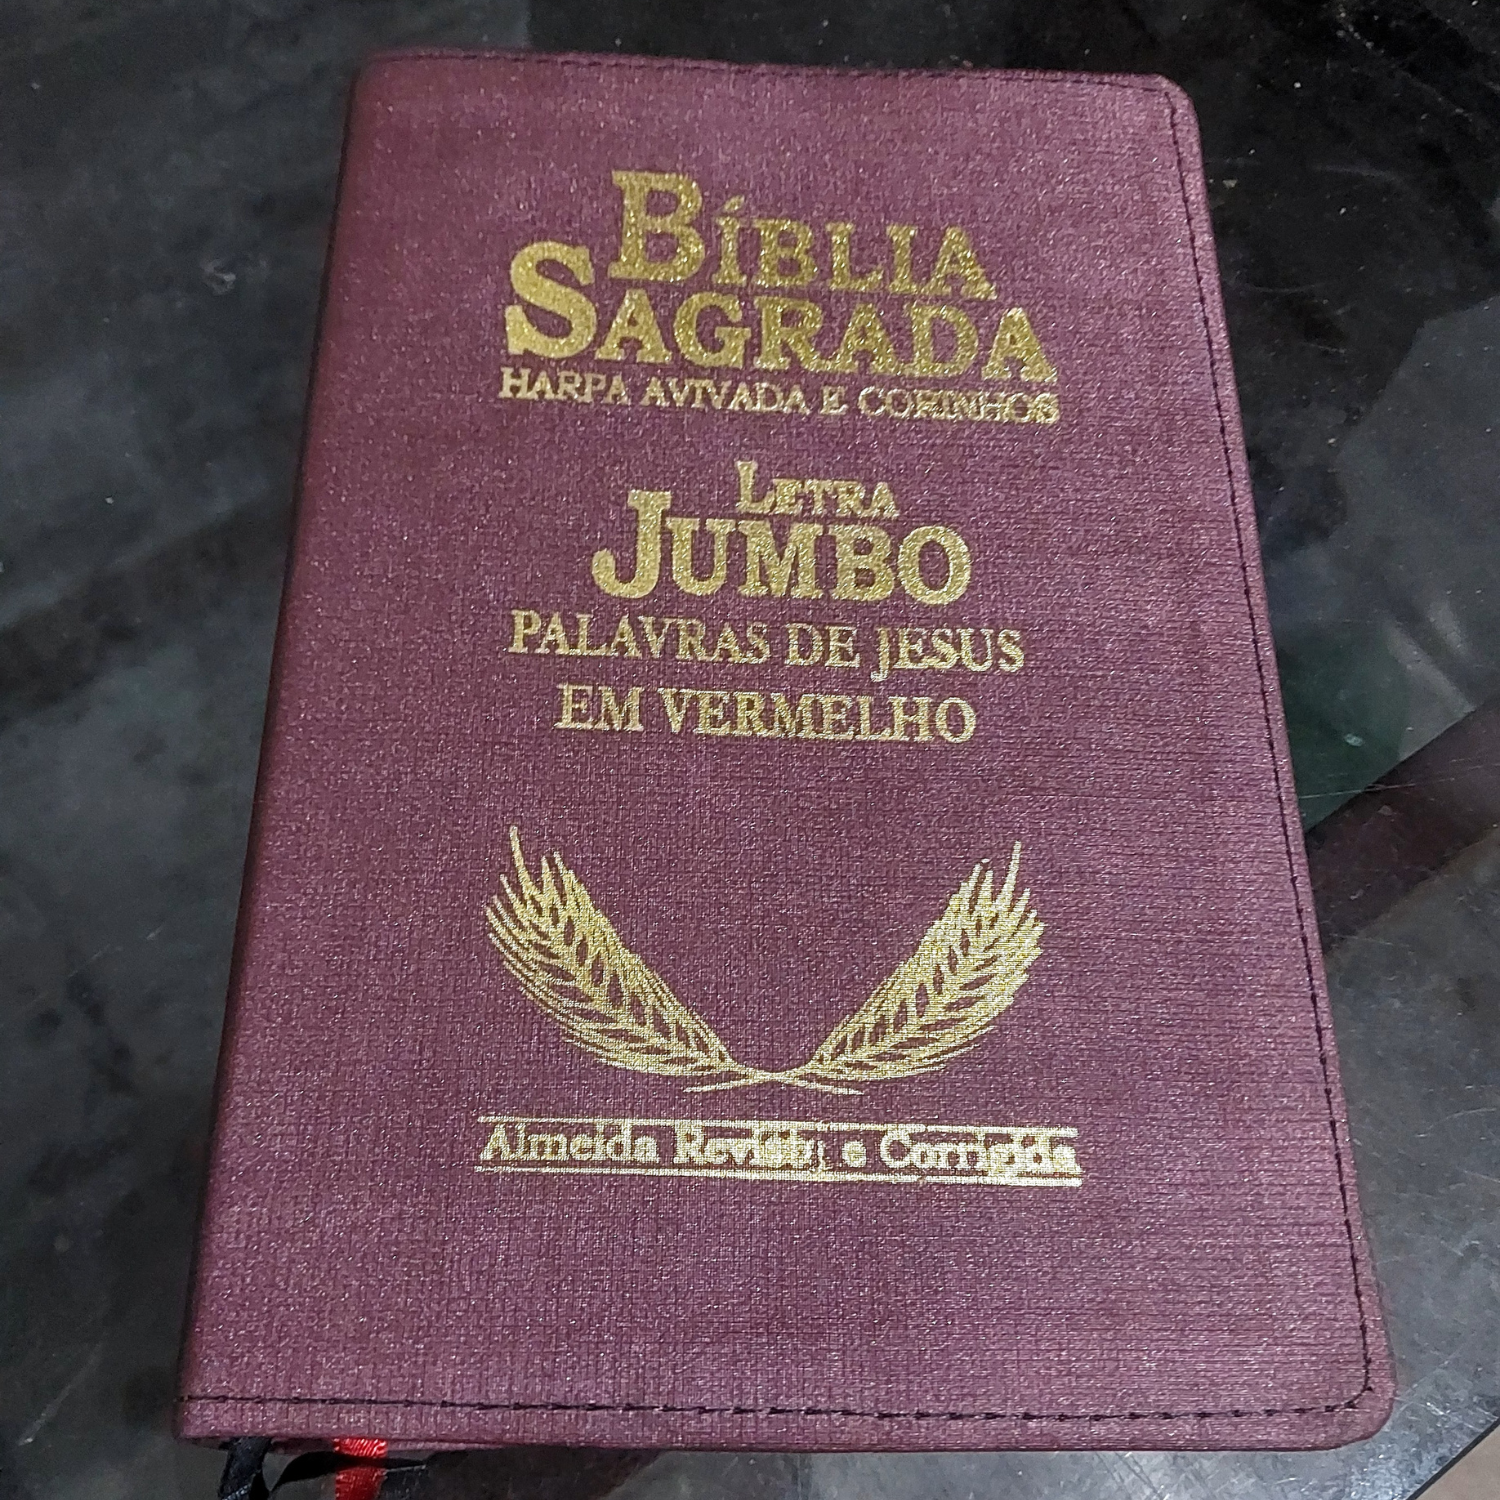 BÍBLIA
SAGRADA
HARPA AVIVADA E CORINHOS
LETRA
JUMBO
PALAVRAS DE JESUS
EM VERMELHO
Almeida Revista e Corrigida